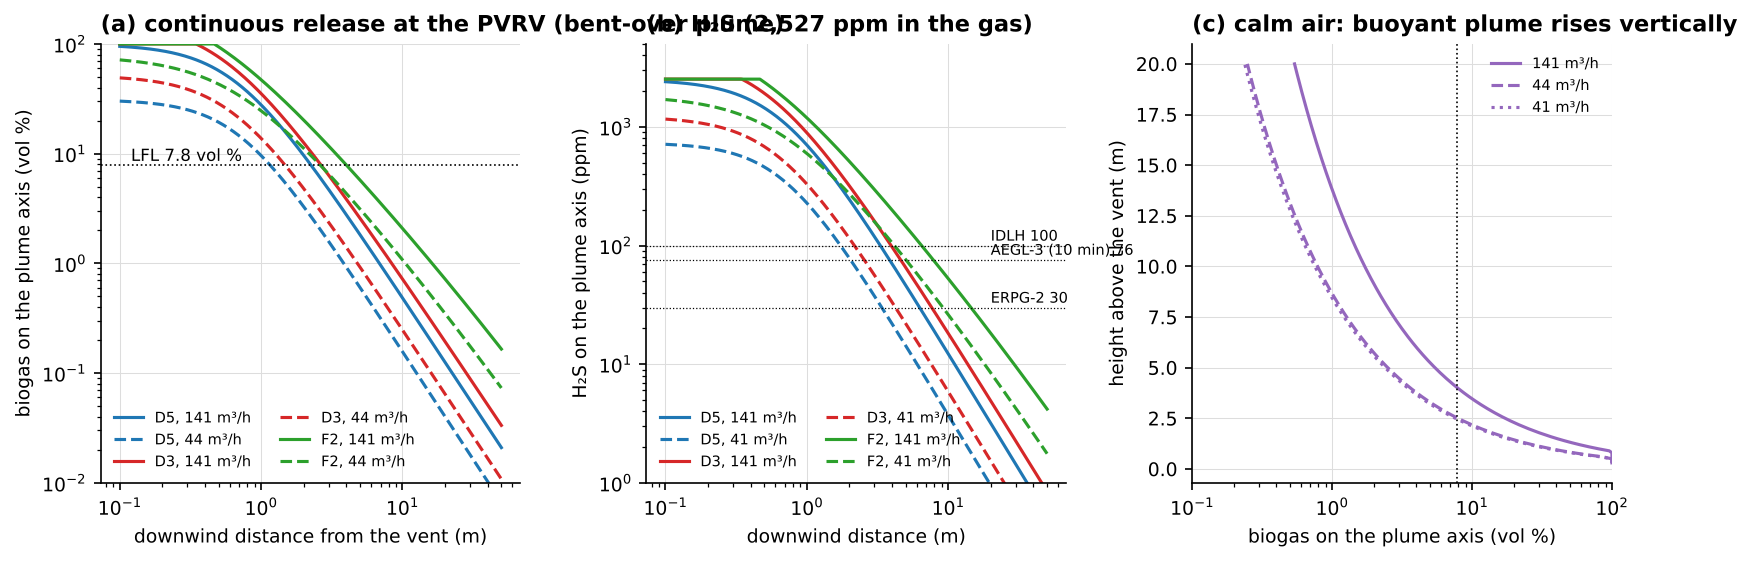 (a) continuous release at the PVRV (bent-over plume)
10²
10¹
10⁰
10⁻¹
10⁻²
biogas on the plume axis (vol %)
LFL 7.8 vol %
D5, 141 m³/h
D5, 44 m³/h
D3, 141 m³/h
D3, 44 m³/h
F2, 141 m³/h
F2, 44 m³/h
10⁻¹
10⁰
10¹
downwind distance from the vent (m)
(b) H₂S (2,527 ppm in the gas)
10³
10²
10¹
10⁰
H₂S on the plume axis (ppm)
IDLH 100
AEGL-3 (10 min) 76
ERPG-2 30
D5, 141 m³/h
D5, 41 m³/h
D3, 141 m³/h
D3, 41 m³/h
F2, 141 m³/h
F2, 41 m³/h
10⁻¹
10⁰
10¹
downwind distance (m)
(c) calm air: buoyant plume rises vertically
20.0
17.5
15.0
12.5
10.0
7.5
5.0
2.5
0.0
height above the vent (m)
141 m³/h
44 m³/h
41 m³/h
10⁻¹
10⁰
10¹
10²
biogas on the plume axis (vol %)